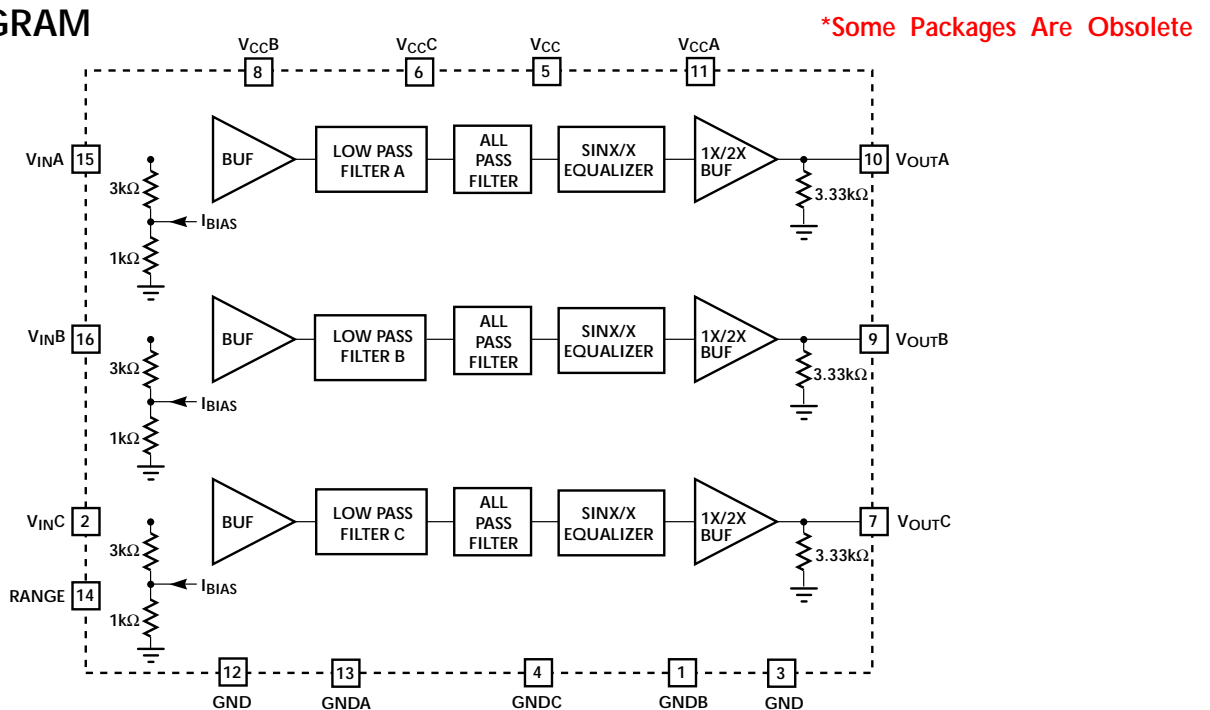 GRAM
*Some Packages Are Obsolete
VCCB
VCCC
VCC
VCCA
8
6
5
11
VINA
15
3kΩ
IBIAS
1kΩ
BUF
LOW PASS
FILTER A
ALL
PASS
FILTER
SINX/X
EQUALIZER
1X/2X
BUF
3.33kΩ
10
VOUTA
VINB
16
3kΩ
IBIAS
1kΩ
BUF
LOW PASS
FILTER B
ALL
PASS
FILTER
SINX/X
EQUALIZER
1X/2X
BUF
3.33kΩ
9
VOUTB
VINC
2
3kΩ
IBIAS
1kΩ
BUF
LOW PASS
FILTER C
ALL
PASS
FILTER
SINX/X
EQUALIZER
1X/2X
BUF
3.33kΩ
7
VOUTC
RANGE
14
12
13
4
1
3
GND
GNDA
GNDC
GNDB
GND